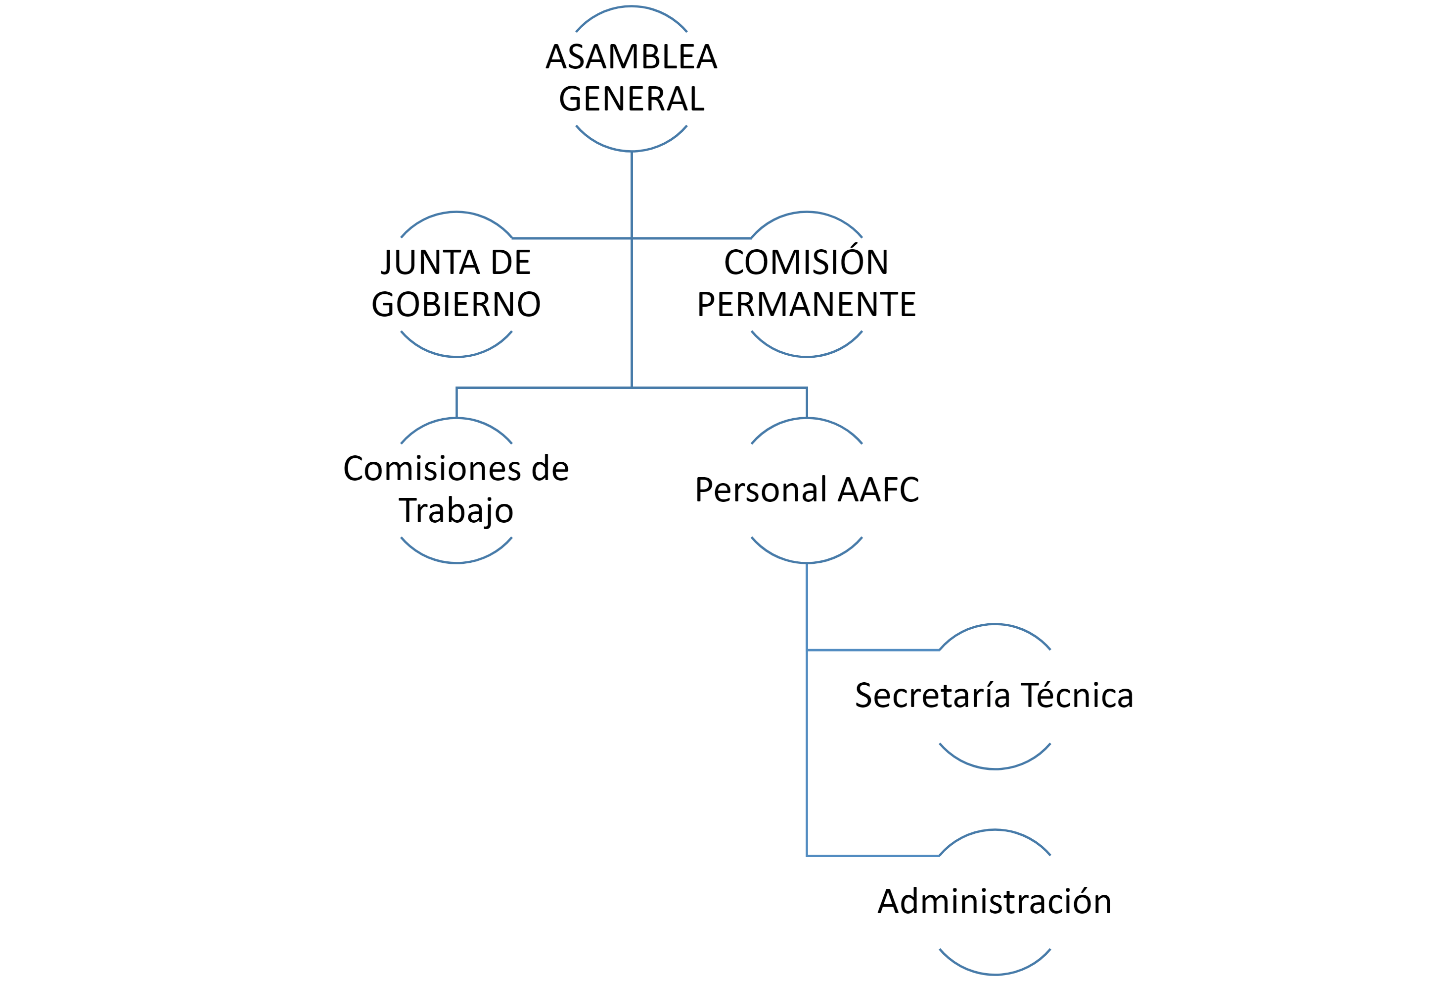 ASAMBLEA
GENERAL
JUNTA DE
GOBIERNO
COMISIÓN
PERMANENTE
Comisiones de
Trabajo
Personal AAFC
Secretaría Técnica
Administración